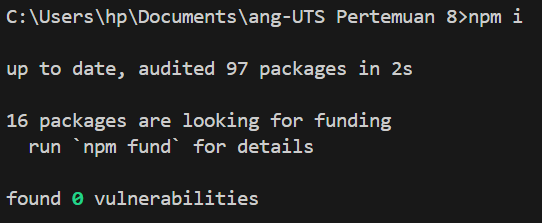 C:\Users\hp\Documents\ang-UTS Pertemuan 8>npm i
up to date, audited 97 packages in 2s
16 packages are looking for funding
run `npm fund` for details
found 0 vulnerabilities